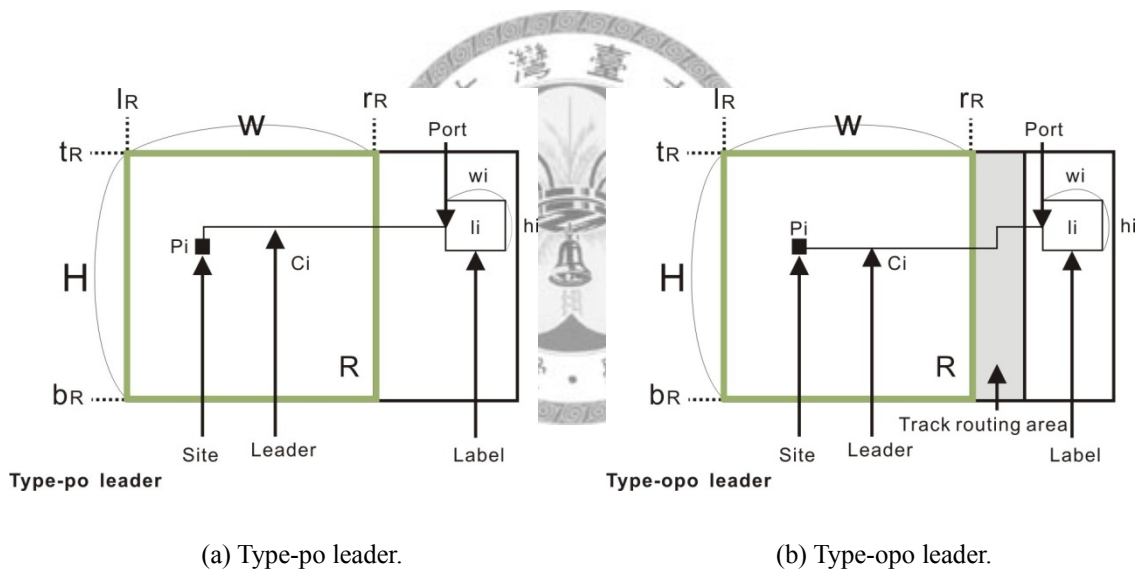 灣臺
lR
W
rR
Port
tR
wi
li
hi
Pi
Ci
H
R
bR
Site
Leader
Label
Type-po leader
(a) Type-po leader.
lR
W
rR
Port
tR
wi
li
hi
Pi
Ci
H
R
bR
Track routing area
Site
Leader
Label
Type-opo leader
(b) Type-opo leader.